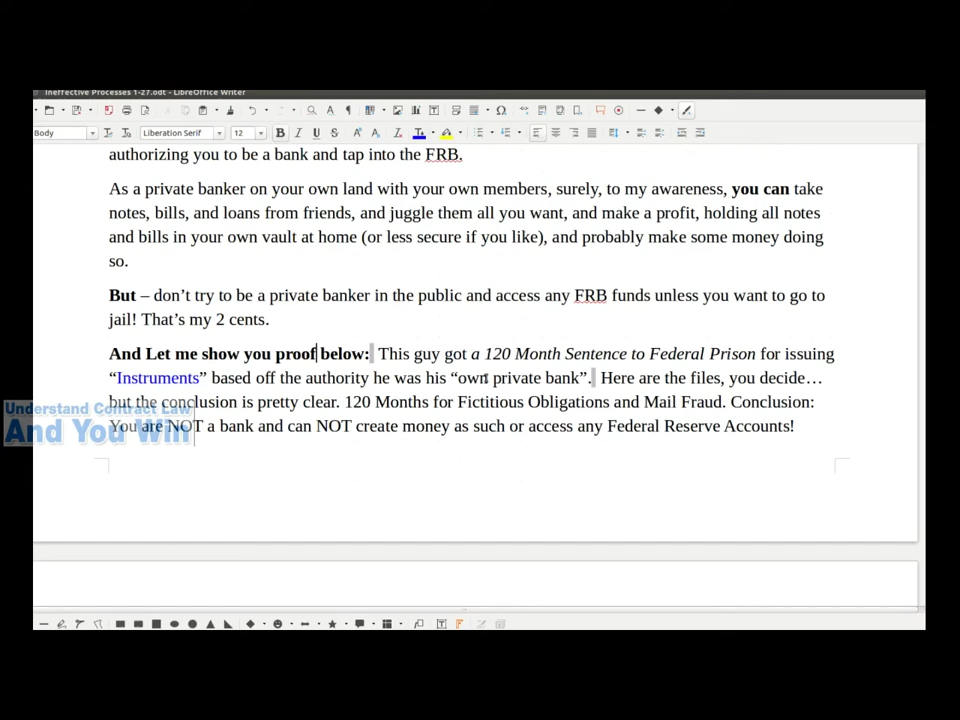 Ineffective Processes 1-27.odt - LibreOffice Writer
Body Liberation Serif 12
authorizing you to be a bank and tap into the FRB.
As a private banker on your own land with your own members, surely, to my awareness, you can take
notes, bills, and loans from friends, and juggle them all you want, and make a profit, holding all notes
and bills in your own vault at home (or less secure if you like), and probably make some money doing
so.
But – don’t try to be a private banker in the public and access any FRB funds unless you want to go to
jail! That’s my 2 cents.
And Let me show you proof below: This guy got a 120 Month Sentence to Federal Prison for issuing
“Instruments” based off the authority he was his “own private bank”. Here are the files, you decide…
but the conclusion is pretty clear. 120 Months for Fictitious Obligations and Mail Fraud. Conclusion:
You are NOT a bank and can NOT create money as such or access any Federal Reserve Accounts!
Understand Contract Law
And You Win